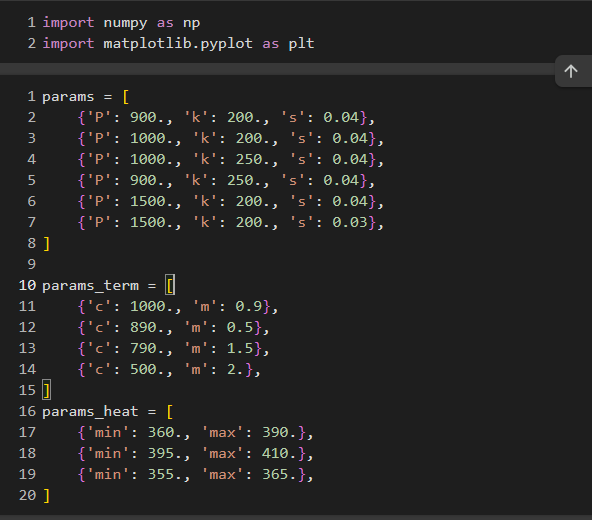 1 import numpy as np
2 import matplotlib.pyplot as plt
1 params = [
2     {'P': 900., 'k': 200., 's': 0.04},
3     {'P': 1000., 'k': 200., 's': 0.04},
4     {'P': 1000., 'k': 250., 's': 0.04},
5     {'P': 900., 'k': 250., 's': 0.04},
6     {'P': 1500., 'k': 200., 's': 0.04},
7     {'P': 1500., 'k': 200., 's': 0.03},
8 ]
9
10 params_term = [
11     {'c': 1000., 'm': 0.9},
12     {'c': 890., 'm': 0.5},
13     {'c': 790., 'm': 1.5},
14     {'c': 500., 'm': 2.},
15 ]
16 params_heat = [
17     {'min': 360., 'max': 390.},
18     {'min': 395., 'max': 410.},
19     {'min': 355., 'max': 365.},
20 ]